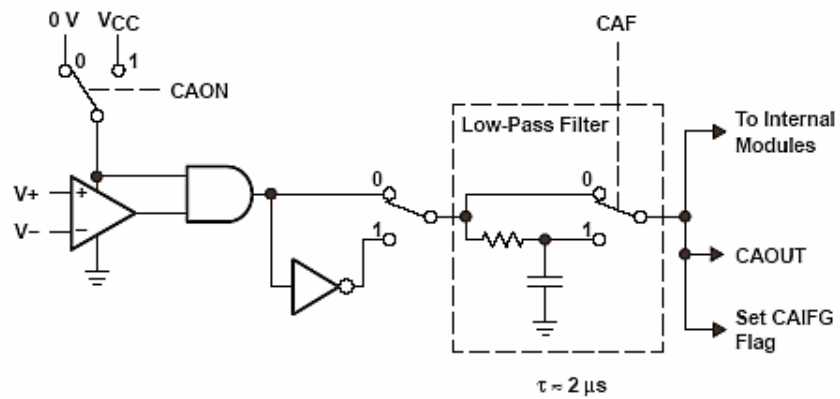 0 V VCC
CAF
0 1
CAON
Low-Pass Filter
To Internal
Modules
V+ +
V− −
0
1
0
1
CAOUT
Set CAIFG
Flag
τ ≈ 2 μs